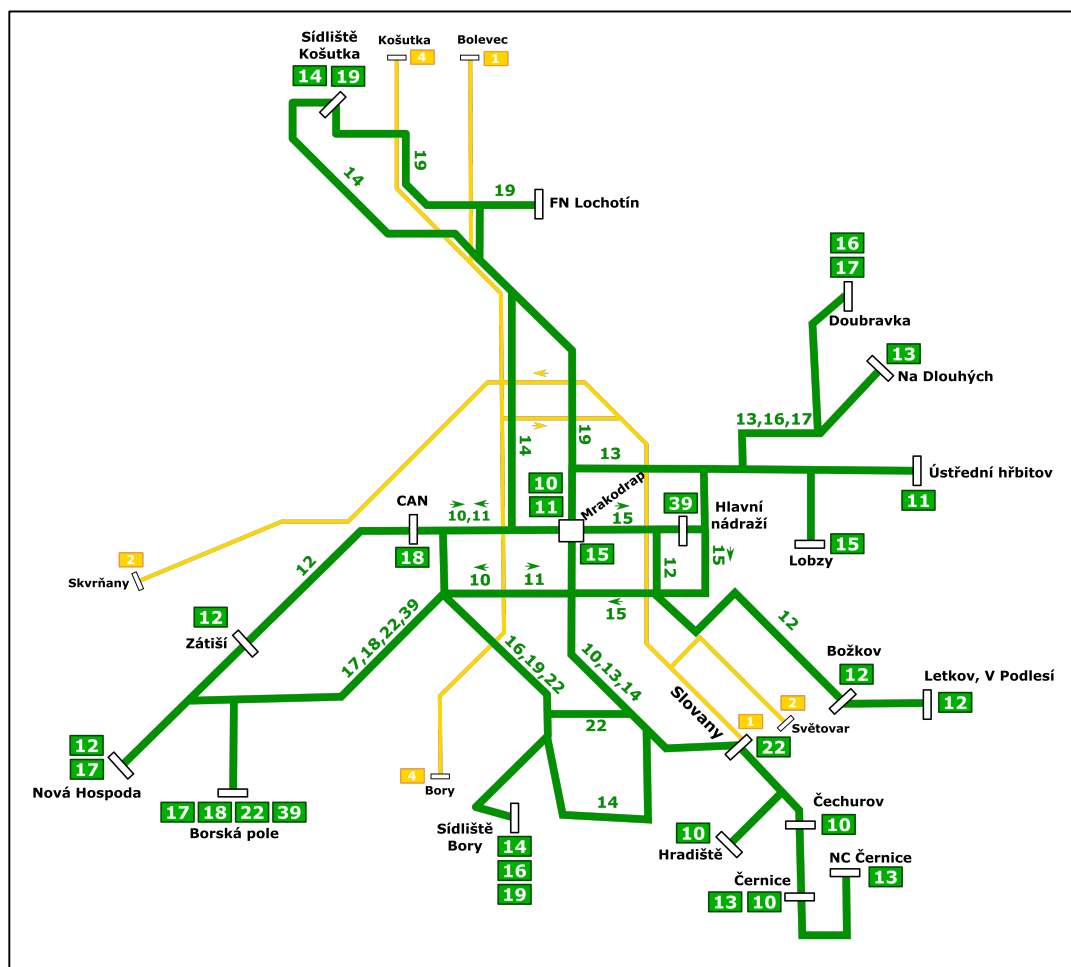 Sídliště
Košutka
14 19
Košutka
4
Bolevec
1
19
14
19
FN Lochotín
16
17
Doubravka
13
Na Dlouhých
13,16,17
14
19
13
Ústřední hřbitov
11
CAN
18
10,11
10
11
Mrakodrap
15
15
39
Hlavní
nádraží
15
Lobzy
15
2
Skvrňany
12
12
Zátiší
10
11
12
15
17,18,22,39
16,19,22
10,13,14
12
Božkov
12
Letkov, V Podlesí
12
Slovany
1
22
2
Světovar
22
12
17
Nová Hospoda
17 18 22 39
Borská pole
4
Bory
14
Sídliště
Bory
14
16
19
10
Hradiště
Čechurov
10
NC Černice
13
Černice
13 10